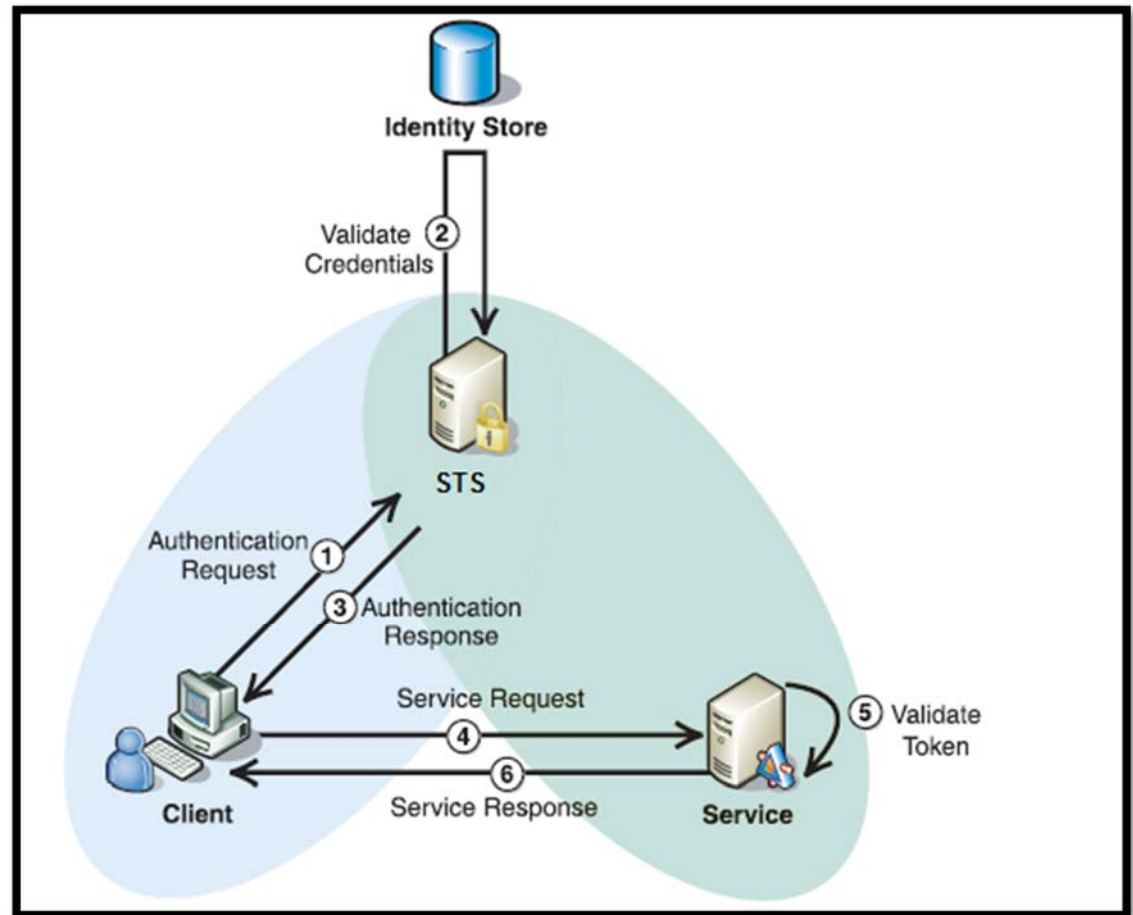 Identity Store
Validate
Credentials
2
STS
Authentication
Request
1
3
Authentication
Response
Service Request
4
5
Validate
Token
6
Service Response
Client
Service